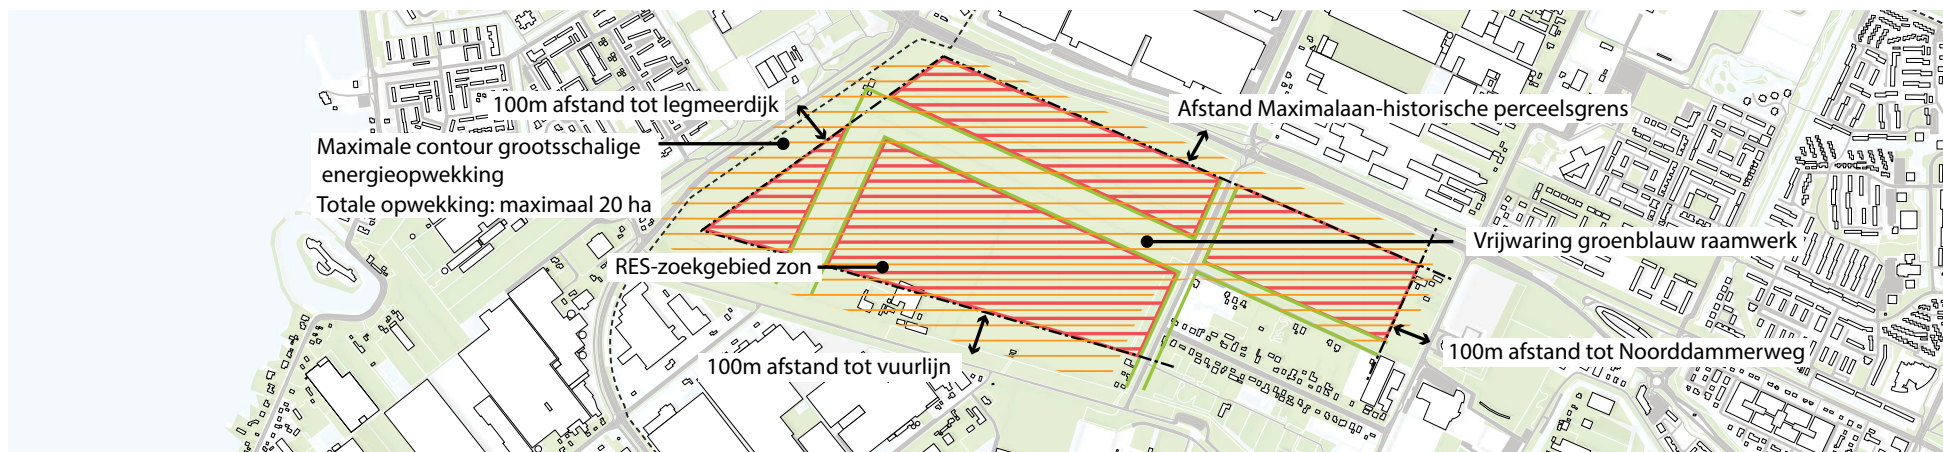 100m afstand tot legmeerdijk
Afstand Maximalaan-historische perceelsgrens
Maximale contour grootsschalige
energieopwekking
Totale opwekking: maximaal 20 ha
Vrijwaring groenblauw raamwerk
RES-zoekgebied zon
100m afstand tot vuurlijn
100m afstand tot Noorddammerweg